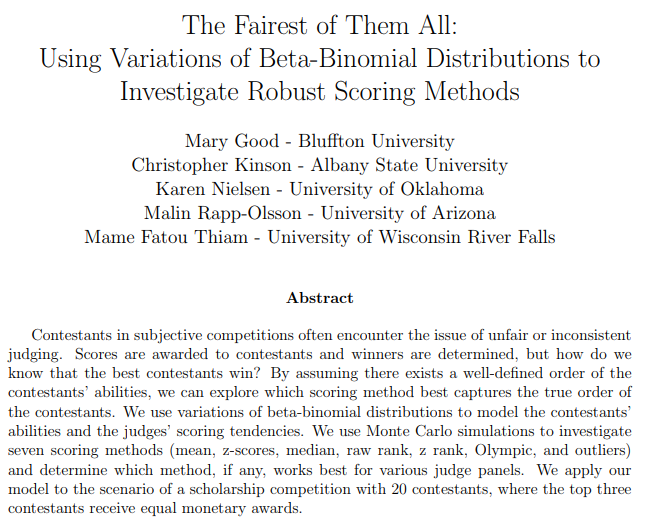 The Fairest of Them All:
Using Variations of Beta-Binomial Distributions to
Investigate Robust Scoring Methods
Mary Good - Bluffton University
Christopher Kinson - Albany State University
Karen Nielsen - University of Oklahoma
Malin Rapp-Olsson - University of Arizona
Mame Fatou Thiam - University of Wisconsin River Falls
Abstract
Contestants in subjective competitions often encounter the issue of unfair or inconsistent
judging. Scores are awarded to contestants and winners are determined, but how do we
know that the best contestants win? By assuming there exists a well-defined order of the
contestants' abilities, we can explore which scoring method best captures the true order of
the contestants. We use variations of beta-binomial distributions to model the contestants'
abilities and the judges' scoring tendencies. We use Monte Carlo simulations to investigate
seven scoring methods (mean, z-scores, median, raw rank, z rank, Olympic, and outliers)
and determine which method, if any, works best for various judge panels. We apply our
model to the scenario of a scholarship competition with 20 contestants, where the top three
contestants receive equal monetary awards.